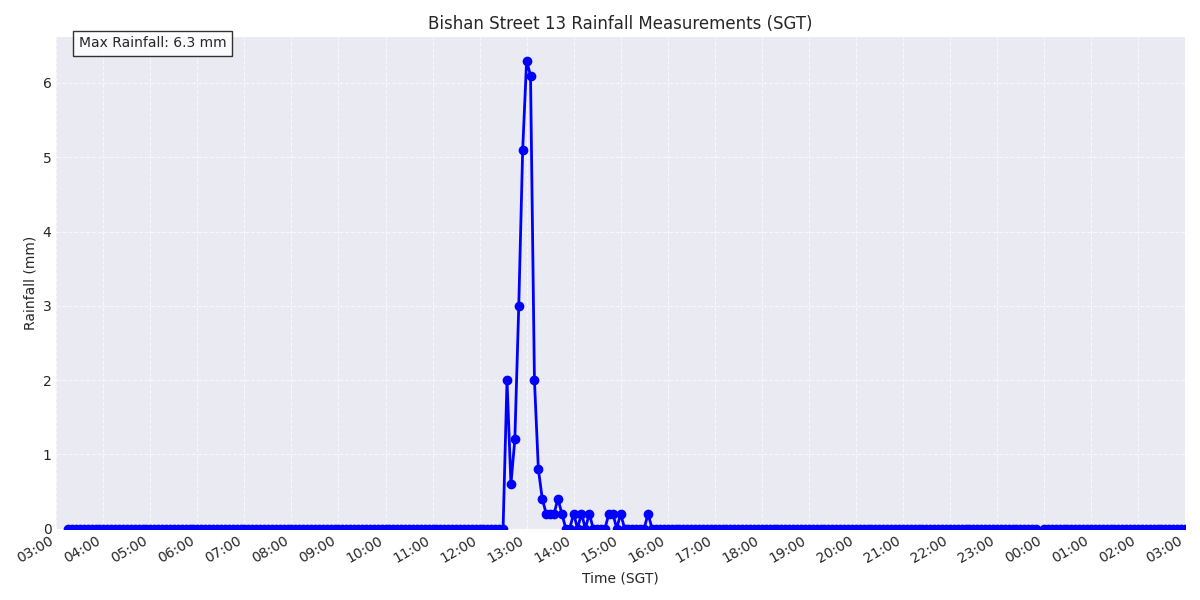 Bishan Street 13 Rainfall Measurements (SGT)
Max Rainfall: 6.3 mm
Rainfall (mm)
6
5
4
3
2
1
0
03:00 04:00 05:00 06:00 07:00 08:00 09:00 10:00 11:00 12:00 13:00 14:00 15:00 16:00 17:00 18:00 19:00 20:00 21:00 22:00 23:00 00:00 01:00 02:00 03:00
Time (SGT)